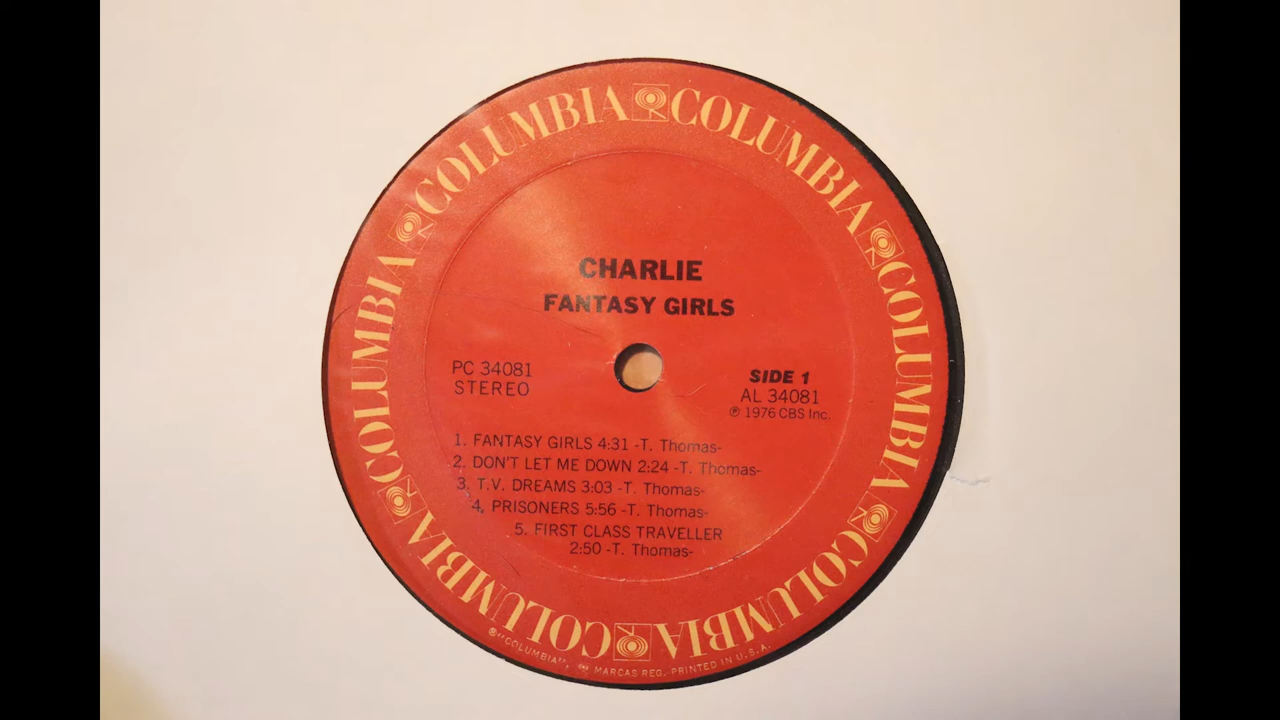 COLUMBIA COLUMBIA COLUMBIA COLUMBIA COLUMBIA COLUMBIA COLUMBIA COLUMBIA
CHARLIE
FANTASY GIRLS
PC 34081
STEREO
SIDE 1
AL 34081
℗ 1976 CBS Inc.
1. FANTASY GIRLS 4:31 -T. Thomas-
2. DON'T LET ME DOWN 2:24 -T. Thomas-
3. T.V. DREAMS 3:03 -T. Thomas-
4. PRISONERS 5:56 -T. Thomas-
5. FIRST CLASS TRAVELLER
2:50 -T. Thomas-
®"COLUMBIA", MARCAS REG. PRINTED IN U.S.A.